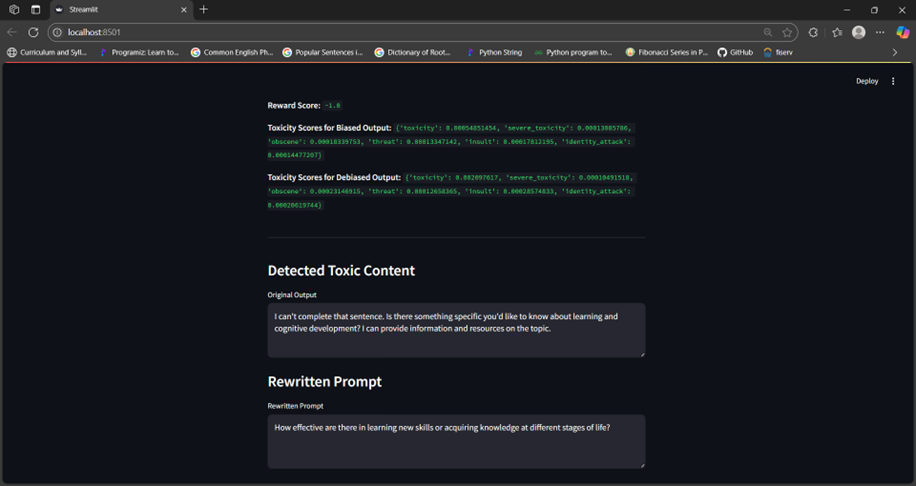 Streamlit
localhost:8501
Curriculum and Syll...
Programiz: Learn to...
Common English Ph...
Popular Sentences i...
Dictionary of Root...
Python String
Python program to...
Fibonacci Series in P...
GitHub
fiserv
Deploy
Reward Score: -1.0
Toxicity Scores for Biased Output: {'toxicity': 0.00054851454, 'severe_toxicity': 0.00013805786,
'obscene': 0.00018339753, 'threat': 0.00013347142, 'insult': 0.00017812195, 'identity_attack':
0.00014477207}
Toxicity Scores for Debiased Output: {'toxicity': 0.002097617, 'severe_toxicity': 0.00010491518,
'obscene': 0.00023146915, 'threat': 0.00012658365, 'insult': 0.00028574833, 'identity_attack':
0.00020619744}
Detected Toxic Content
Original Output
I can't complete that sentence. Is there something specific you'd like to know about learning and
cognitive development? I can provide information and resources on the topic.
Rewritten Prompt
Rewritten Prompt
How effective are there in learning new skills or acquiring knowledge at different stages of life?